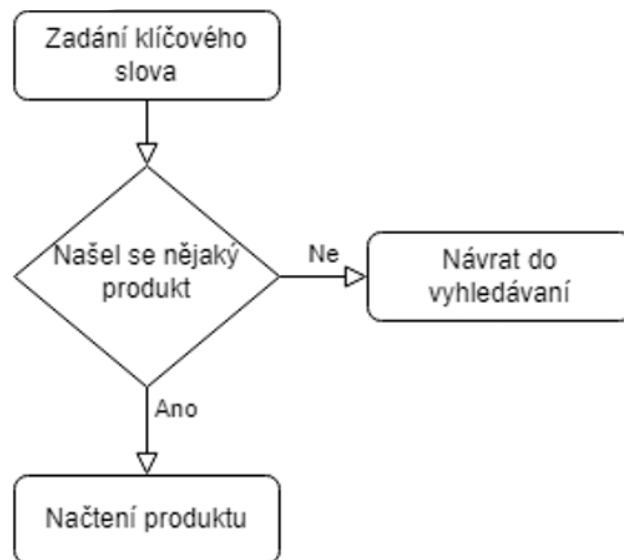 Zadání klíčového
slova
Našel se nějaký
produkt
Ne
Návrat do
vyhledávaní
Ano
Načtení produktu